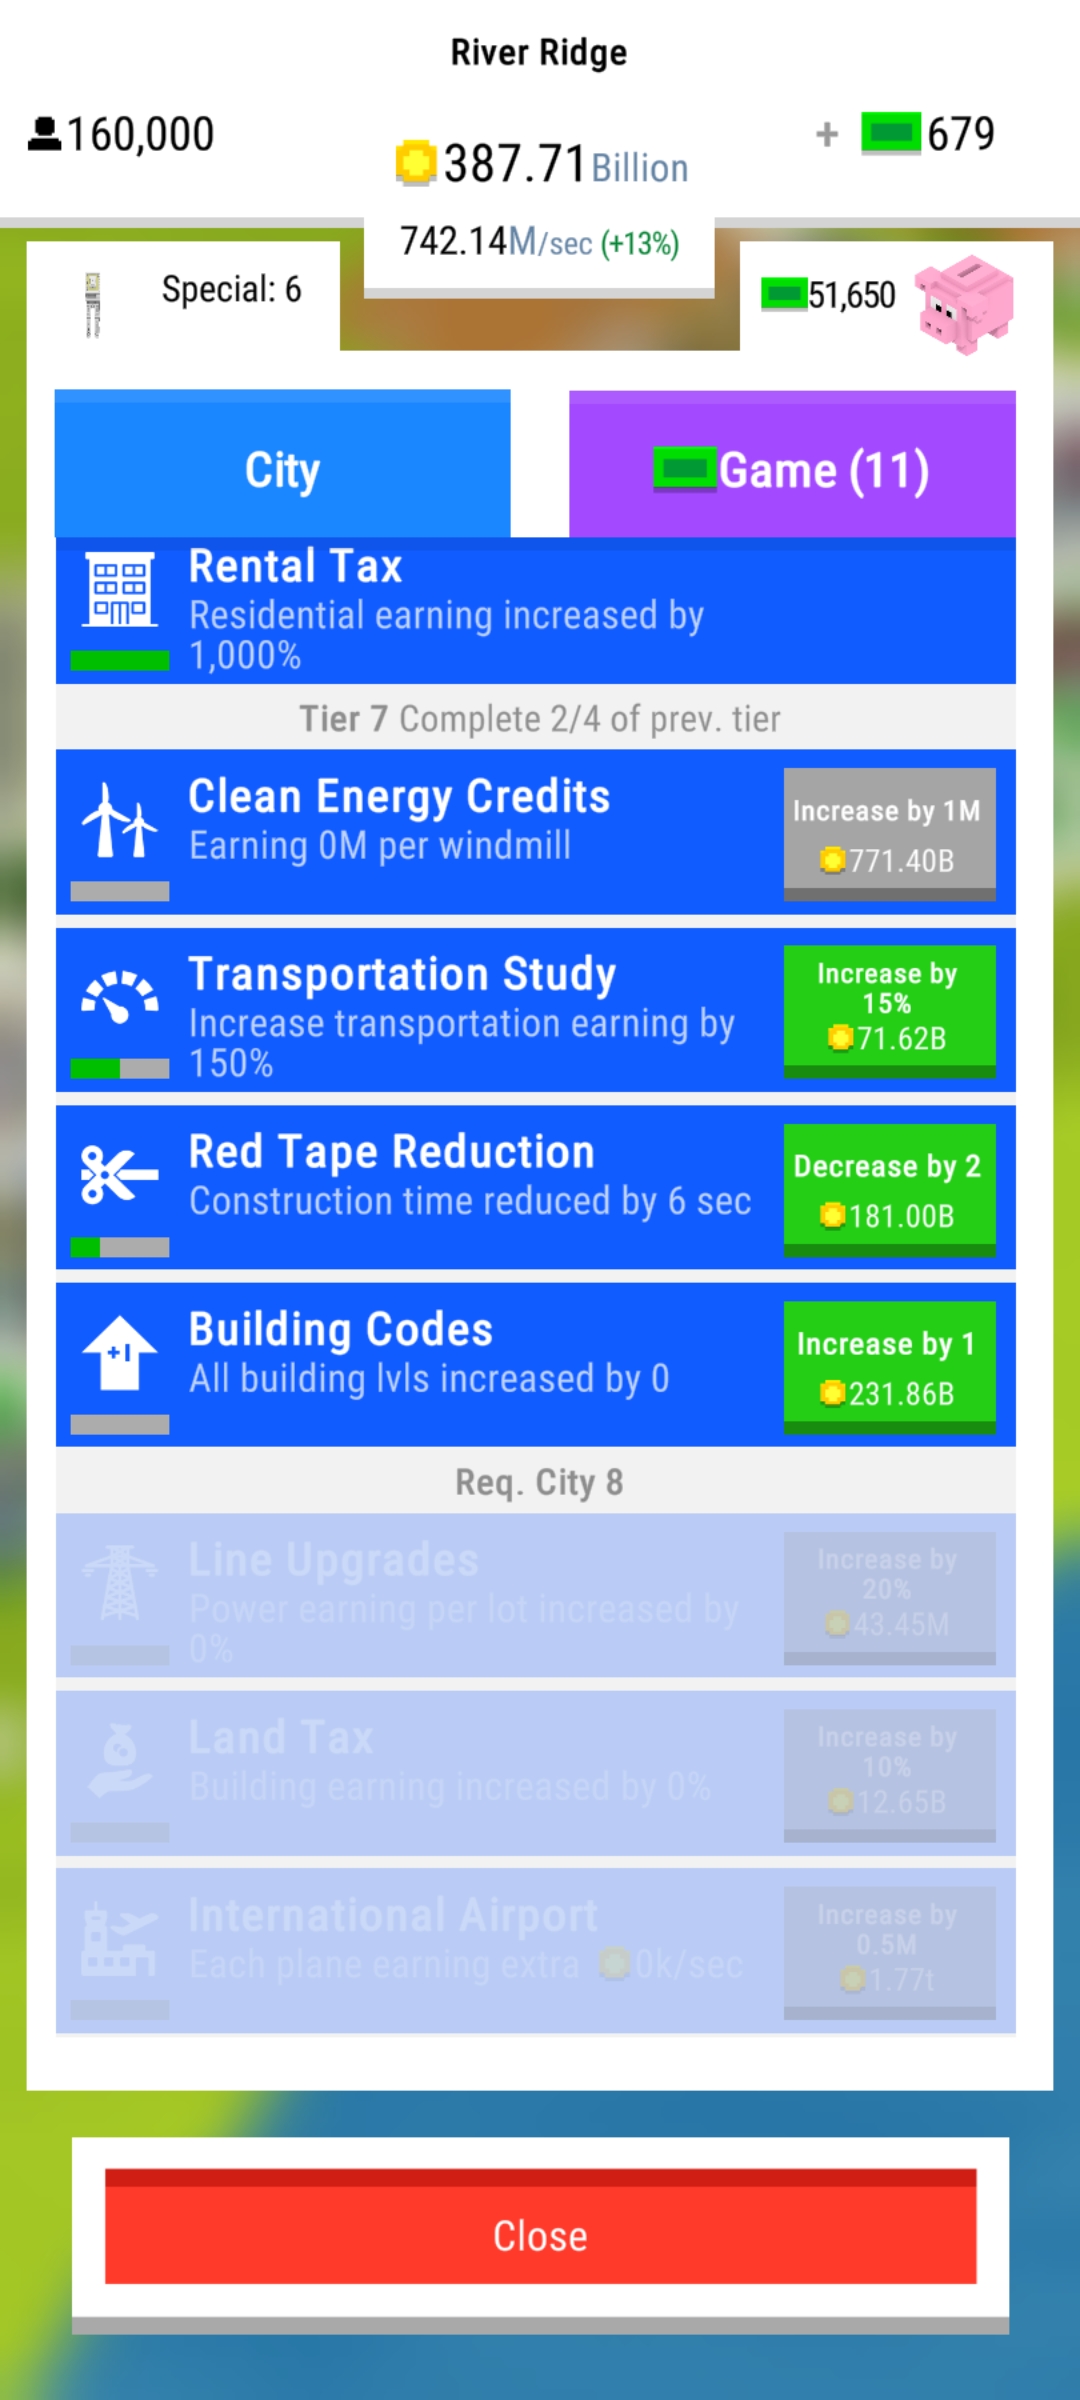 River Ridge
160,000
387.71Billion
+ 679
742.14M/sec (+13%)
Special: 6
51,650
City
Game (11)
Rental Tax
Residential earning increased by
1,000%
Tier 7 Complete 2/4 of prev. tier
Clean Energy Credits
Earning 0M per windmill
Increase by 1M
771.40B
Transportation Study
Increase transportation earning by
150%
Increase by
15%
71.62B
Red Tape Reduction
Construction time reduced by 6 sec
Decrease by 2
181.00B
+1
Building Codes
All building lvls increased by 0
Increase by 1
231.86B
Req. City 8
Line Upgrades
Power earning per lot increased by
0%
Increase by
20%
43.45M
Land Tax
Building earning increased by 0%
Increase by
10%
12.65B
International Airport
Each plane earning extra 0k/sec
Increase by
0.5M
1.77t
Close